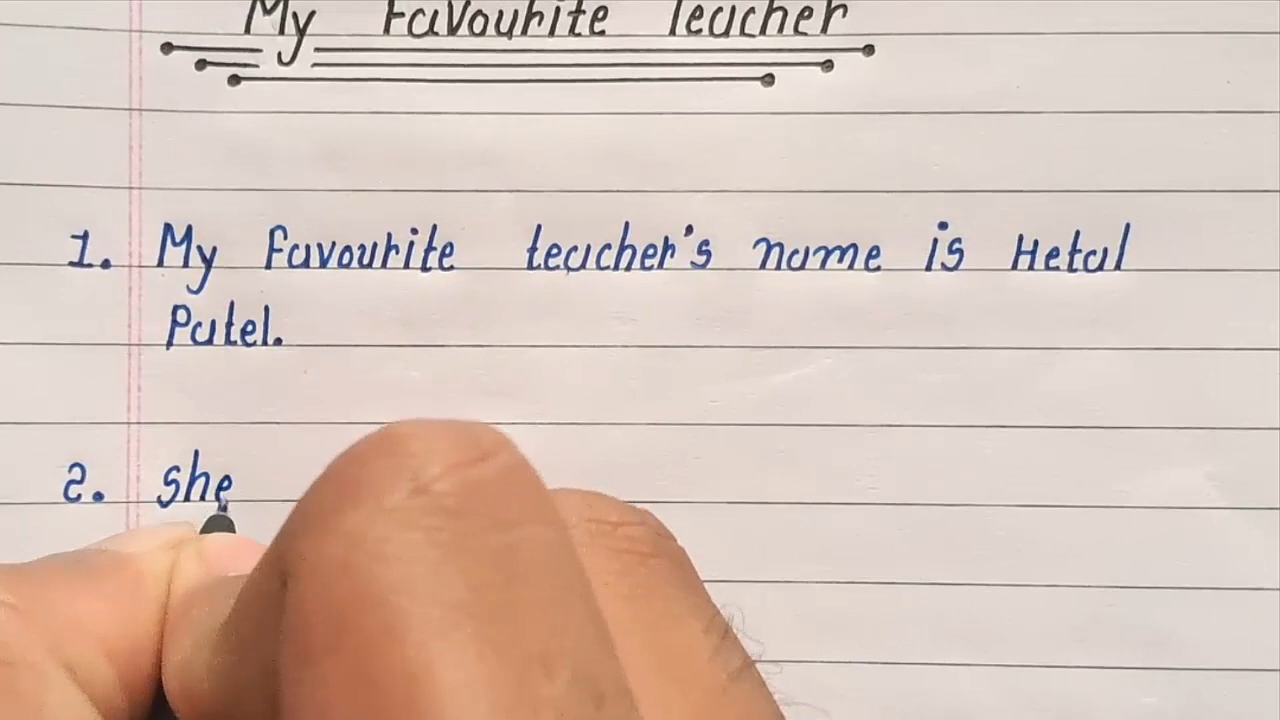 My Favourite Teacher
1. My favourite teacher's name is Hetal
Patel.
2. she